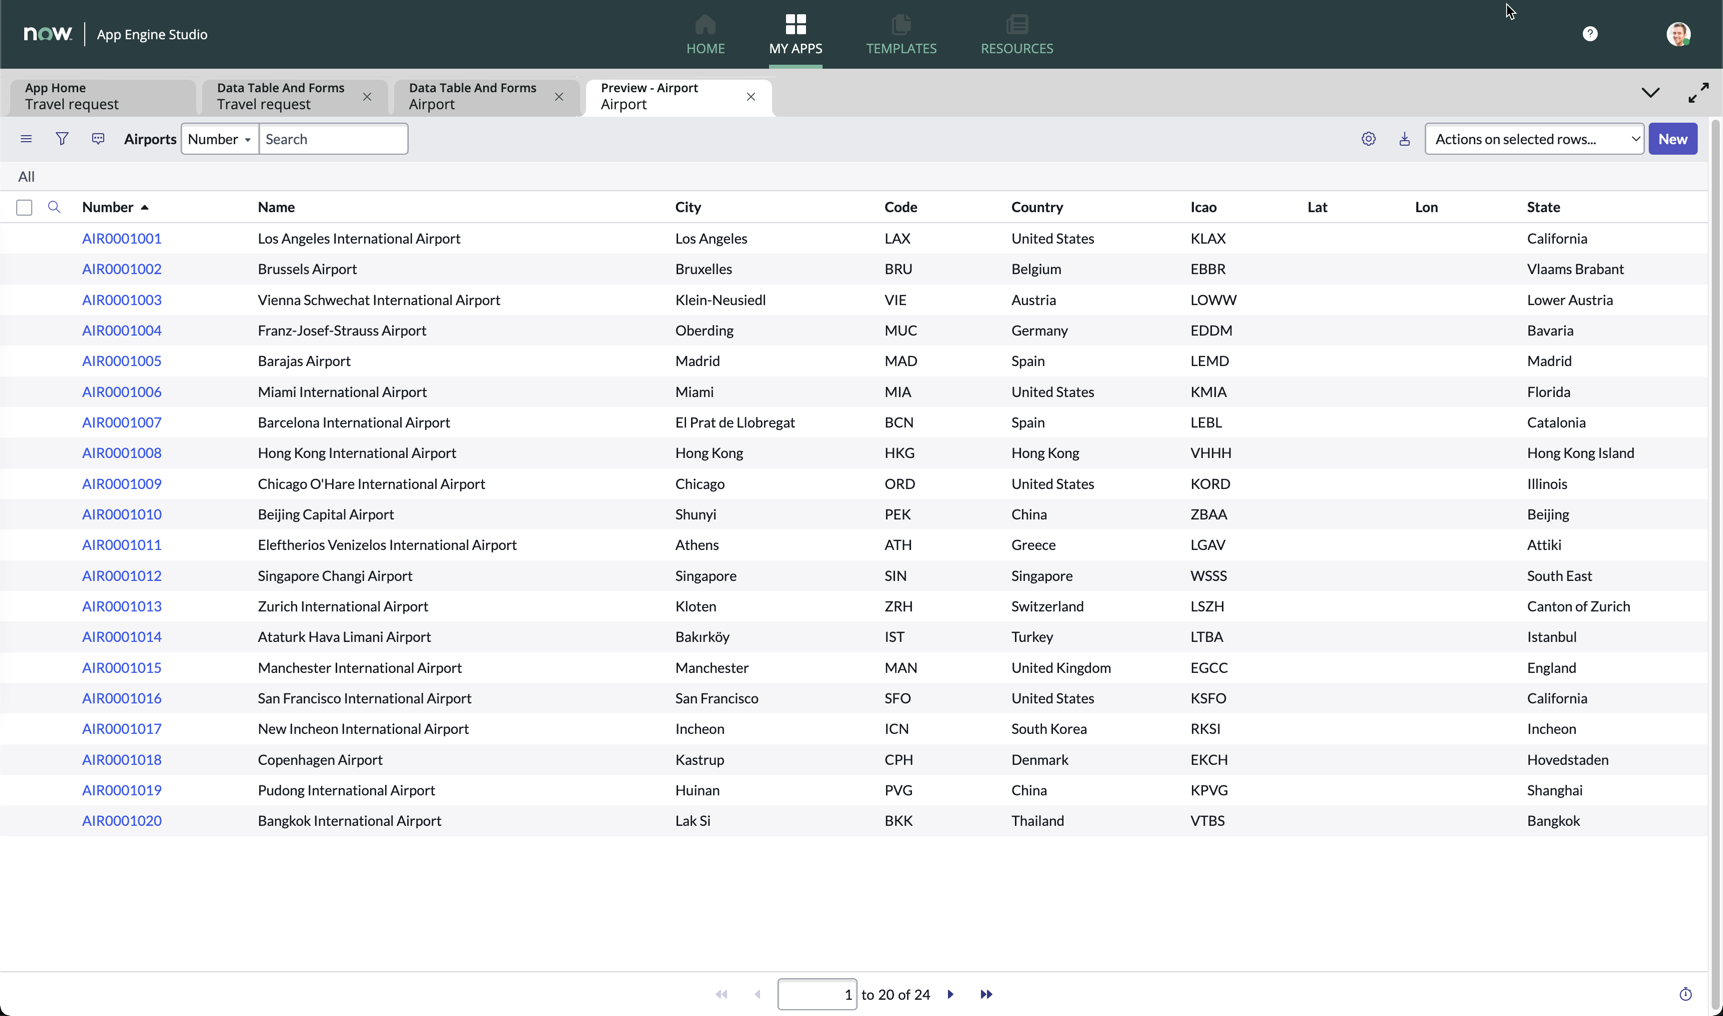 now App Engine Studio
HOME MY APPS TEMPLATES RESOURCES
?
App Home Data Table And Forms Data Table And Forms Preview - Airport
Travel request Travel request Airport Airport
Airports Number Search Actions on selected rows... New
All
Number Name City Code Country Icao Lat Lon State
AIR0001001 Los Angeles International Airport Los Angeles LAX United States KLAX California
AIR0001002 Brussels Airport Bruxelles BRU Belgium EBBR Vlaams Brabant
AIR0001003 Vienna Schwechat International Airport Klein-Neusiedl VIE Austria LOWW Lower Austria
AIR0001004 Franz-Josef-Strauss Airport Oberding MUC Germany EDDM Bavaria
AIR0001005 Barajas Airport Madrid MAD Spain LEMD Madrid
AIR0001006 Miami International Airport Miami MIA United States KMIA Florida
AIR0001007 Barcelona International Airport El Prat de Llobregat BCN Spain LEBL Catalonia
AIR0001008 Hong Kong International Airport Hong Kong HKG Hong Kong VHHH Hong Kong Island
AIR0001009 Chicago O'Hare International Airport Chicago ORD United States KORD Illinois
AIR0001010 Beijing Capital Airport Shunyi PEK China ZBAA Beijing
AIR0001011 Eleftherios Venizelos International Airport Athens ATH Greece LGAV Attiki
AIR0001012 Singapore Changi Airport Singapore SIN Singapore WSSS South East
AIR0001013 Zurich International Airport Kloten ZRH Switzerland LSZH Canton of Zurich
AIR0001014 Ataturk Hava Limani Airport Bakırköy IST Turkey LTBA Istanbul
AIR0001015 Manchester International Airport Manchester MAN United Kingdom EGCC England
AIR0001016 San Francisco International Airport San Francisco SFO United States KSFO California
AIR0001017 New Incheon International Airport Incheon ICN South Korea RKSI Incheon
AIR0001018 Copenhagen Airport Kastrup CPH Denmark EKCH Hovedstaden
AIR0001019 Pudong International Airport Huinan PVG China KPVG Shanghai
AIR0001020 Bangkok International Airport Lak Si BKK Thailand VTBS Bangkok
1 to 20 of 24